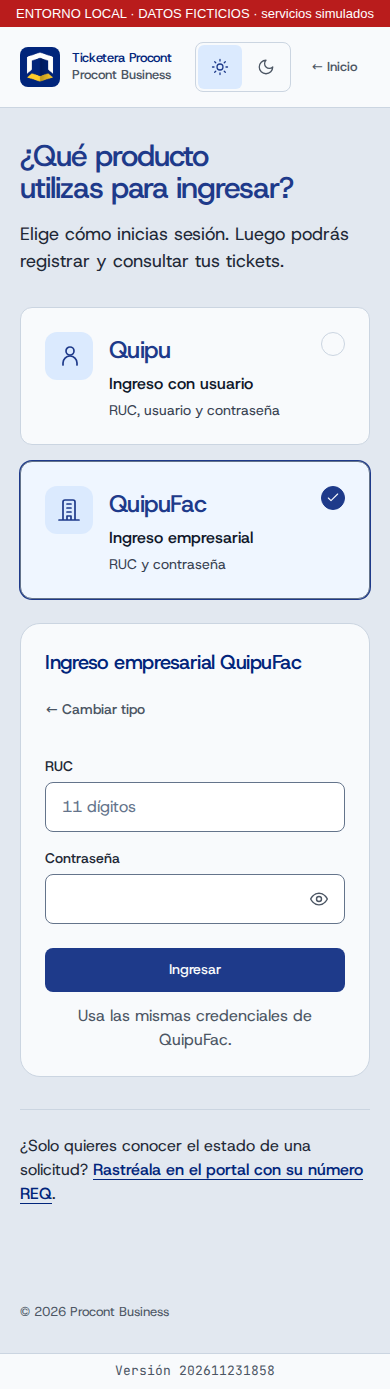 ENTORNO LOCAL · DATOS FICTICIOS · servicios simulados
Ticketera Procont
Procont Business
← Inicio
¿Qué producto
utilizas para ingresar?
Elige cómo inicias sesión. Luego podrás
registrar y consultar tus tickets.
Quipu
Ingreso con usuario
RUC, usuario y contraseña
QuipuFac
Ingreso empresarial
RUC y contraseña
Ingreso empresarial QuipuFac
← Cambiar tipo
RUC
11 dígitos
Contraseña
Ingresar
Usa las mismas credenciales de
QuipuFac.
¿Solo quieres conocer el estado de una
solicitud? Rastréala en el portal con su número
REQ.
© 2026 Procont Business
Versión 202611231858